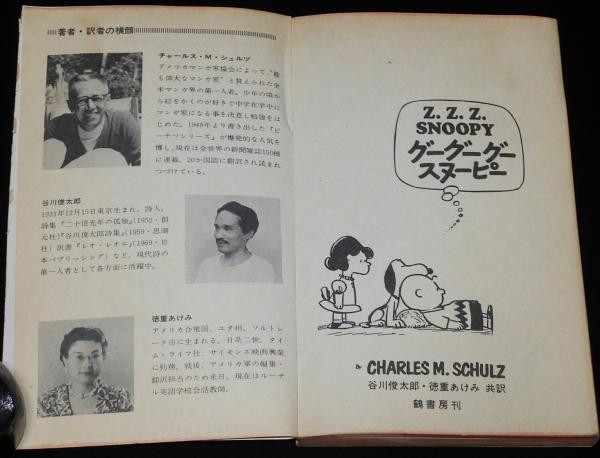 著者・訳者の横顔
チャールス・M・シュルツ
アメリカマンガ家協会によって、“最
も偉大なマンガ家”と賛えられた全
米マンガ界の第一人者。少年の頃か
ら絵をかくのが好きで中学在学中に
マンガ家になる事を決意し勉強をは
じめた。1949年より書き出した『ピ
ーナッツシリーズ』が爆発的な人気を
博し、現在は全世界の新聞雑誌150種
に連載、20か国語に翻訳され読まれ
つづけている。
谷川俊太郎
1931年12月15日東京生まれ。詩人。
詩集『二十億光年の孤独』(1952・創
元社)『谷川俊太郎詩集』(1959・思潮
社)訳書『レオ・レオニ』(1969・日
本パブリッシング)など、現代詩の
第一人者として各方面に活躍中。
徳重あけみ
アメリカ合衆国、ユタ州、ソルトレ
ーク市に生まれる。日系二世。タイ
ム・ライフ社、サイモンズ映画興業
に勤務。戦後、アメリカ軍の編集・
翻訳担当のため来日。現在はルーテ
ル英語学校会話教師。
Z.Z.Z.
SNOOPY
グーグーグー
スヌーピー
By CHARLES M. SCHULZ
谷川俊太郎・徳重あけみ 共訳
鶴書房刊